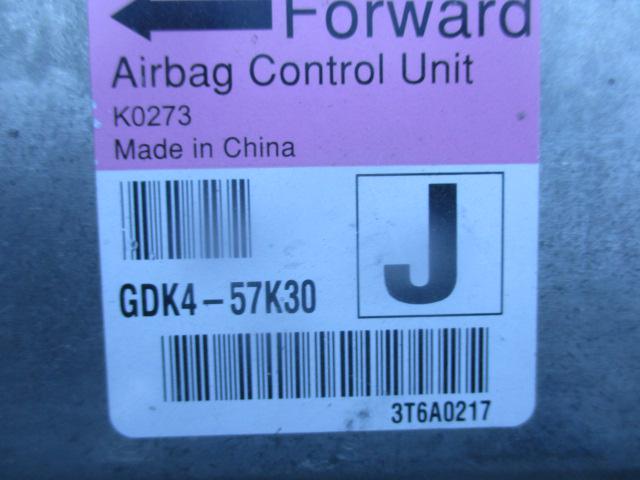 Forward
Airbag Control Unit
K0273
Made in China
J
GDK4-57K30
3T6A0217